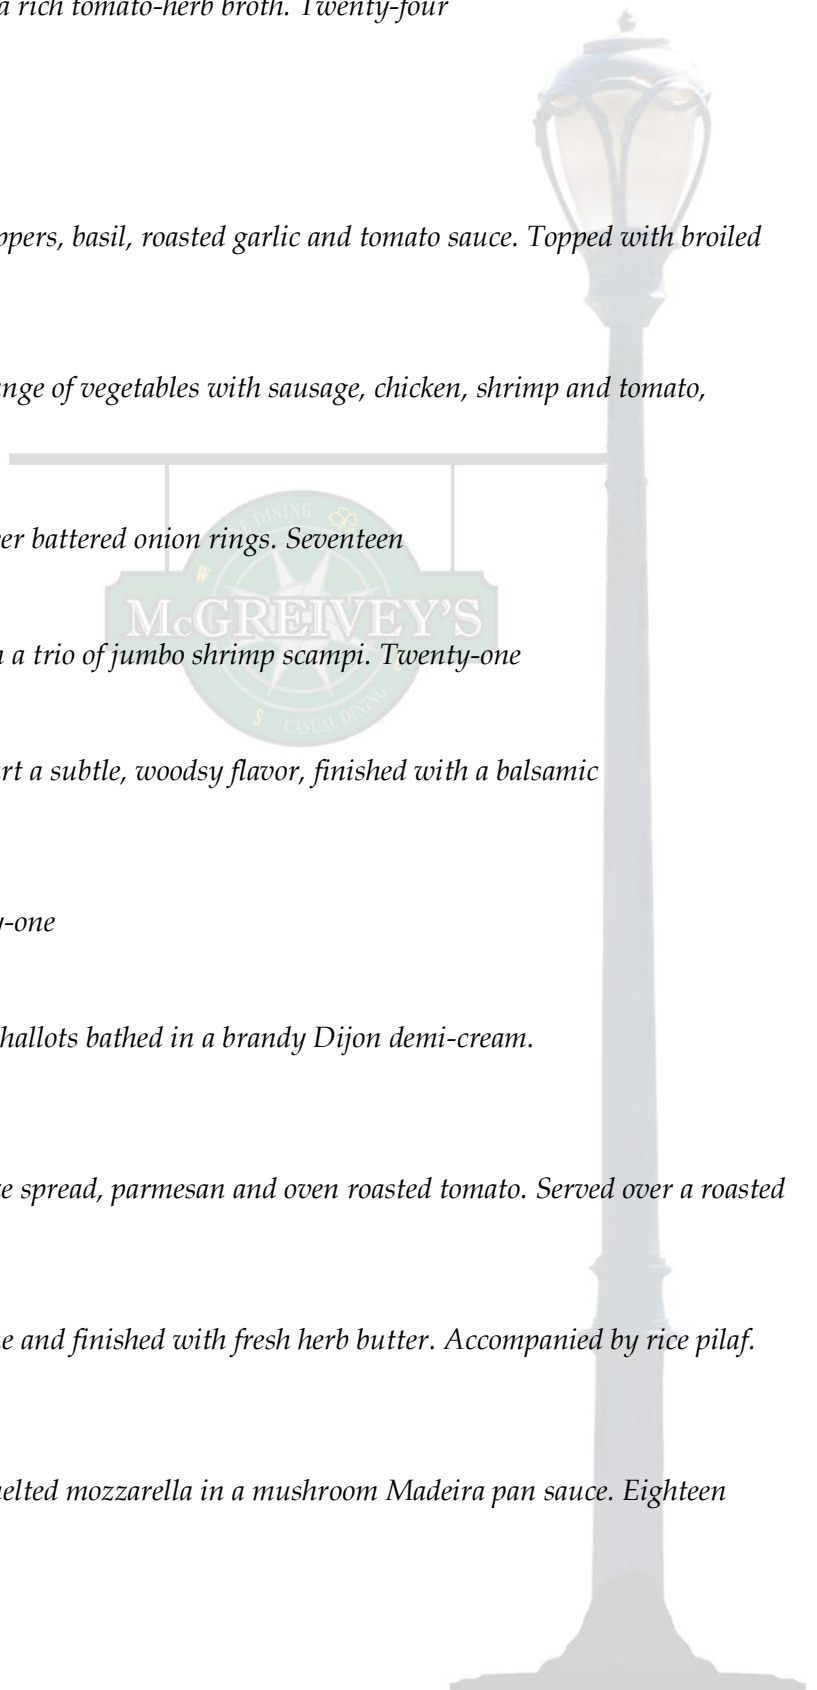 a rich tomato-herb broth. Twenty-four
basil, roasted garlic and tomato sauce. Topped with broiled
of vegetables with sausage, chicken, shrimp and tomato,
DINING
battered onion rings. Seventeen
W
McGREIVEY'S
a trio of jumbo shrimp scampi. Twenty-one
S
CASUAL DINING
a subtle, woodsy flavor, finished with a balsamic
-one
hallots bathed in a brandy Dijon demi-cream.
spread, parmesan and oven roasted tomato. Served over a roasted
and finished with fresh herb butter. Accompanied by rice pilaf.
elted mozzarella in a mushroom Madeira pan sauce. Eighteen